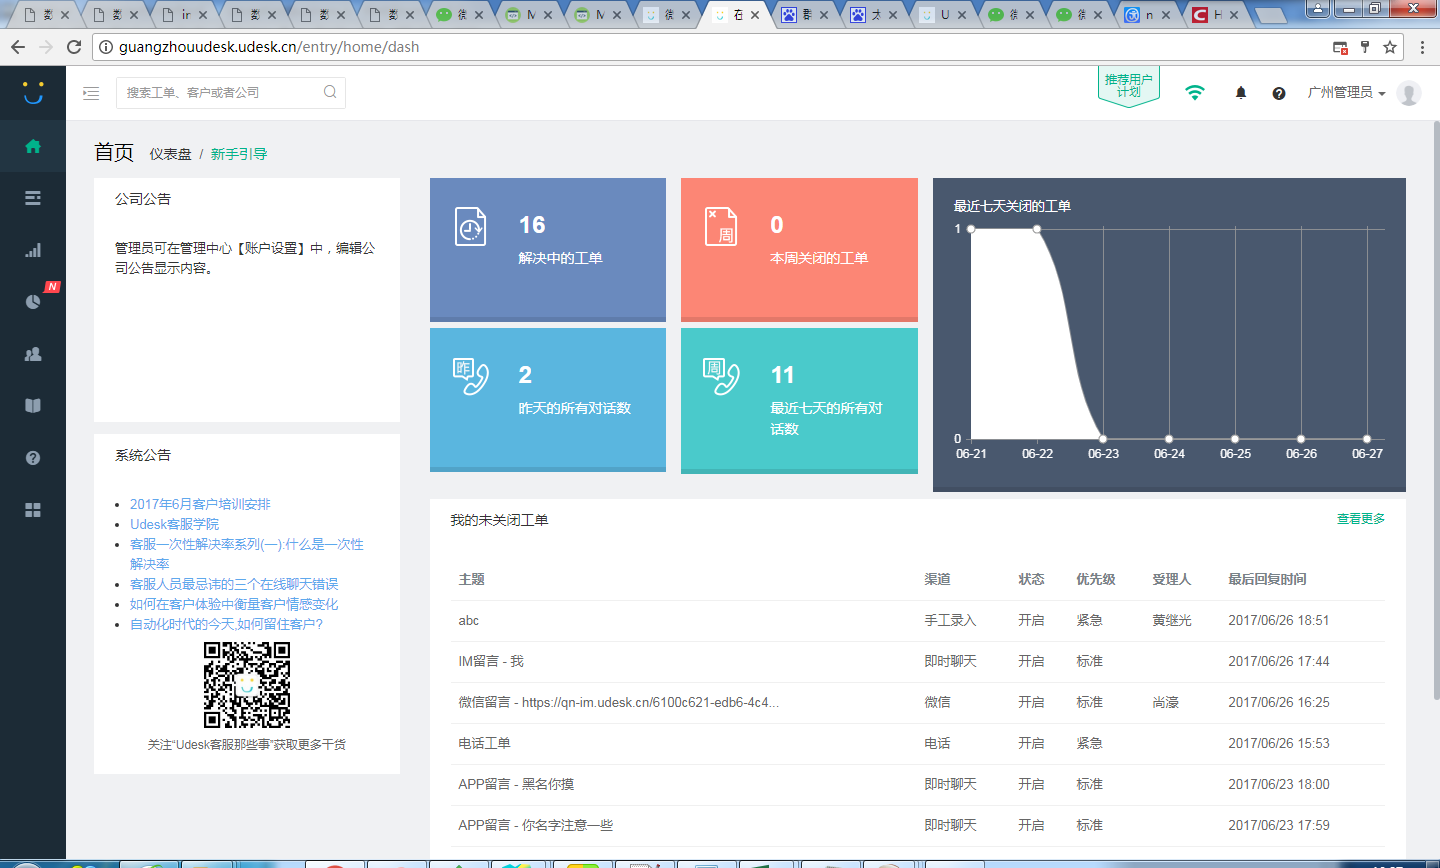 guangzhouudesk.udesk.cn/entry/home/dash
搜索工单、客户或者公司
推荐用户
计划
广州管理员
首页 仪表盘 / 新手引导
公司公告
管理员可在管理中心【账户设置】中，编辑公
司公告显示内容。
16
解决中的工单
周
0
本周关闭的工单
昨
2
昨天的所有对话数
周
11
最近七天的所有对
话数
最近七天关闭的工单
1
0
06-21 06-22 06-23 06-24 06-25 06-26 06-27
N
系统公告
2017年6月客户培训安排
Udesk客服学院
客服一次性解决率系列(一):什么是一次性
解决率
客服人员最忌讳的三个在线聊天错误
如何在客户体验中衡量客户情感变化
自动化时代的今天,如何留住客户?
关注“Udesk客服那些事”获取更多干货
我的未关闭工单 查看更多
主题 渠道 状态 优先级 受理人 最后回复时间
abc 手工录入 开启 紧急 黄继光 2017/06/26 18:51
IM留言 - 我 即时聊天 开启 标准 2017/06/26 17:44
微信留言 - https://qn-im.udesk.cn/6100c621-edb6-4c4... 微信 开启 标准 尚濠 2017/06/26 16:25
电话工单 电话 开启 紧急 2017/06/26 15:53
APP留言 - 黑名你摸 即时聊天 开启 标准 2017/06/23 18:00
APP留言 - 你名字注意一些 即时聊天 开启 标准 2017/06/23 17:59